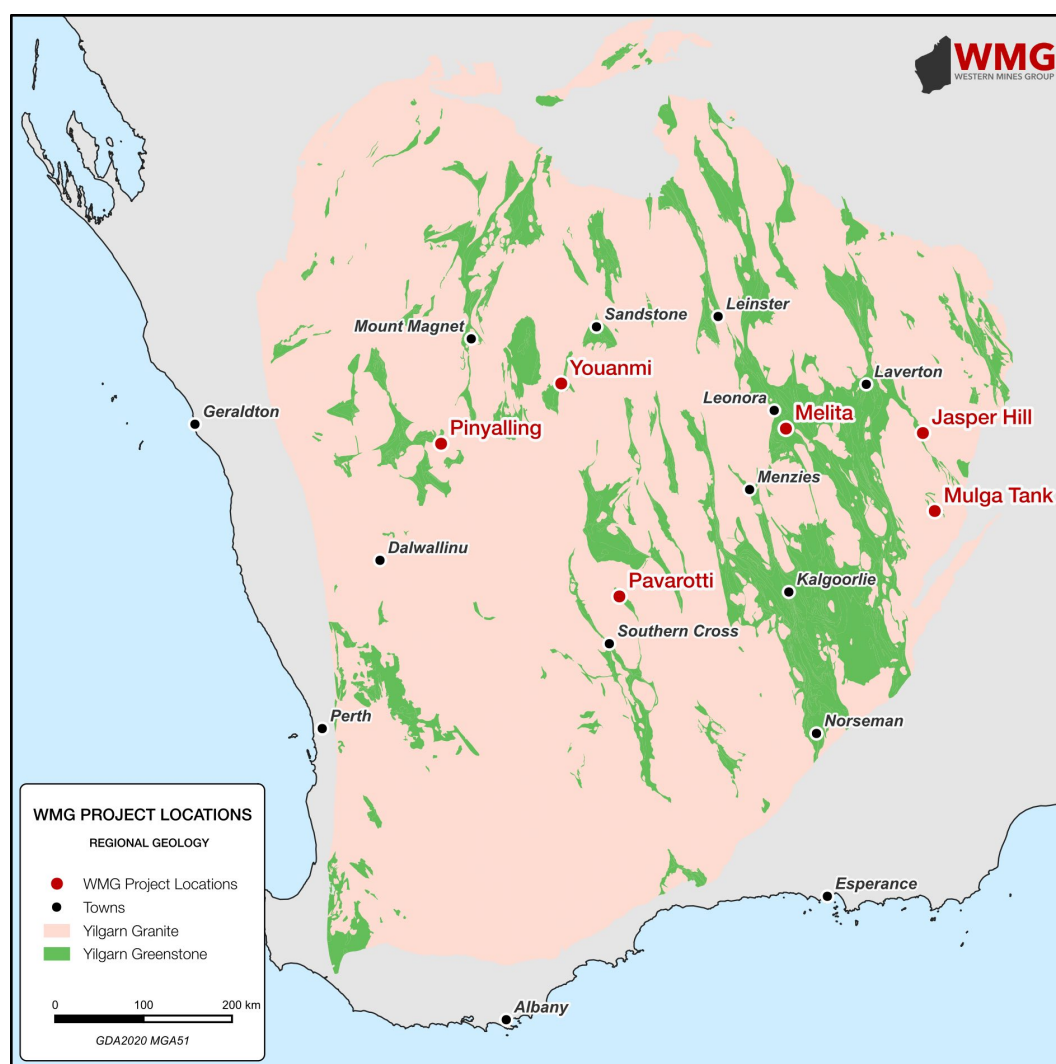 WMG
WESTERN MINES GROUP
Leinster
Sandstone
Mount Magnet
Youanmi
Laverton
Leonora
Melita
Geraldton
Pinyalling
Jasper Hill
Menzies
Mulga Tank
Dalwallinu
Pavarotti
Kalgoorlie
Southern Cross
Perth
Norseman
WMG PROJECT LOCATIONS
REGIONAL GEOLOGY
WMG Project Locations
Towns
Yilgarn Granite
Yilgarn Greenstone
0 100 200 km
GDA2020 MGA51
Esperance
Albany